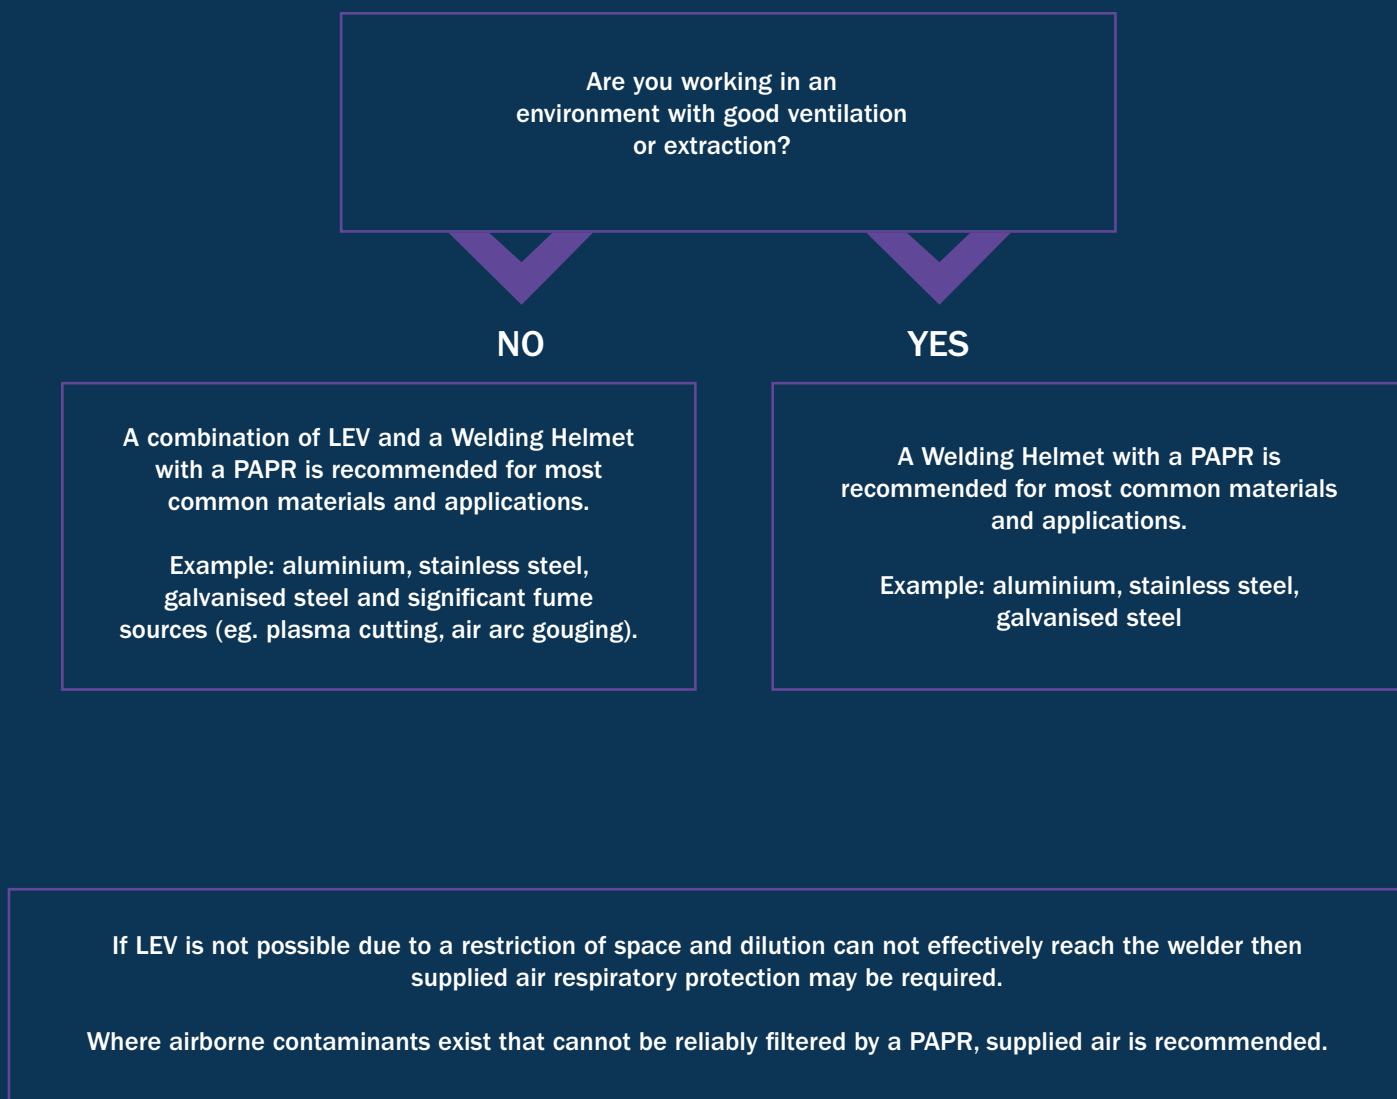 Are you working in an
environment with good ventilation
or extraction?
NO
YES
A combination of LEV and a Welding Helmet
with a PAPR is recommended for most
common materials and applications.
Example: aluminium, stainless steel,
galvanised steel and significant fume
sources (eg. plasma cutting, air arc gouging).
A Welding Helmet with a PAPR is
recommended for most common materials
and applications.
Example: aluminium, stainless steel,
galvanised steel
If LEV is not possible due to a restriction of space and dilution can not effectively reach the welder then
supplied air respiratory protection may be required.
Where airborne contaminants exist that cannot be reliably filtered by a PAPR, supplied air is recommended.